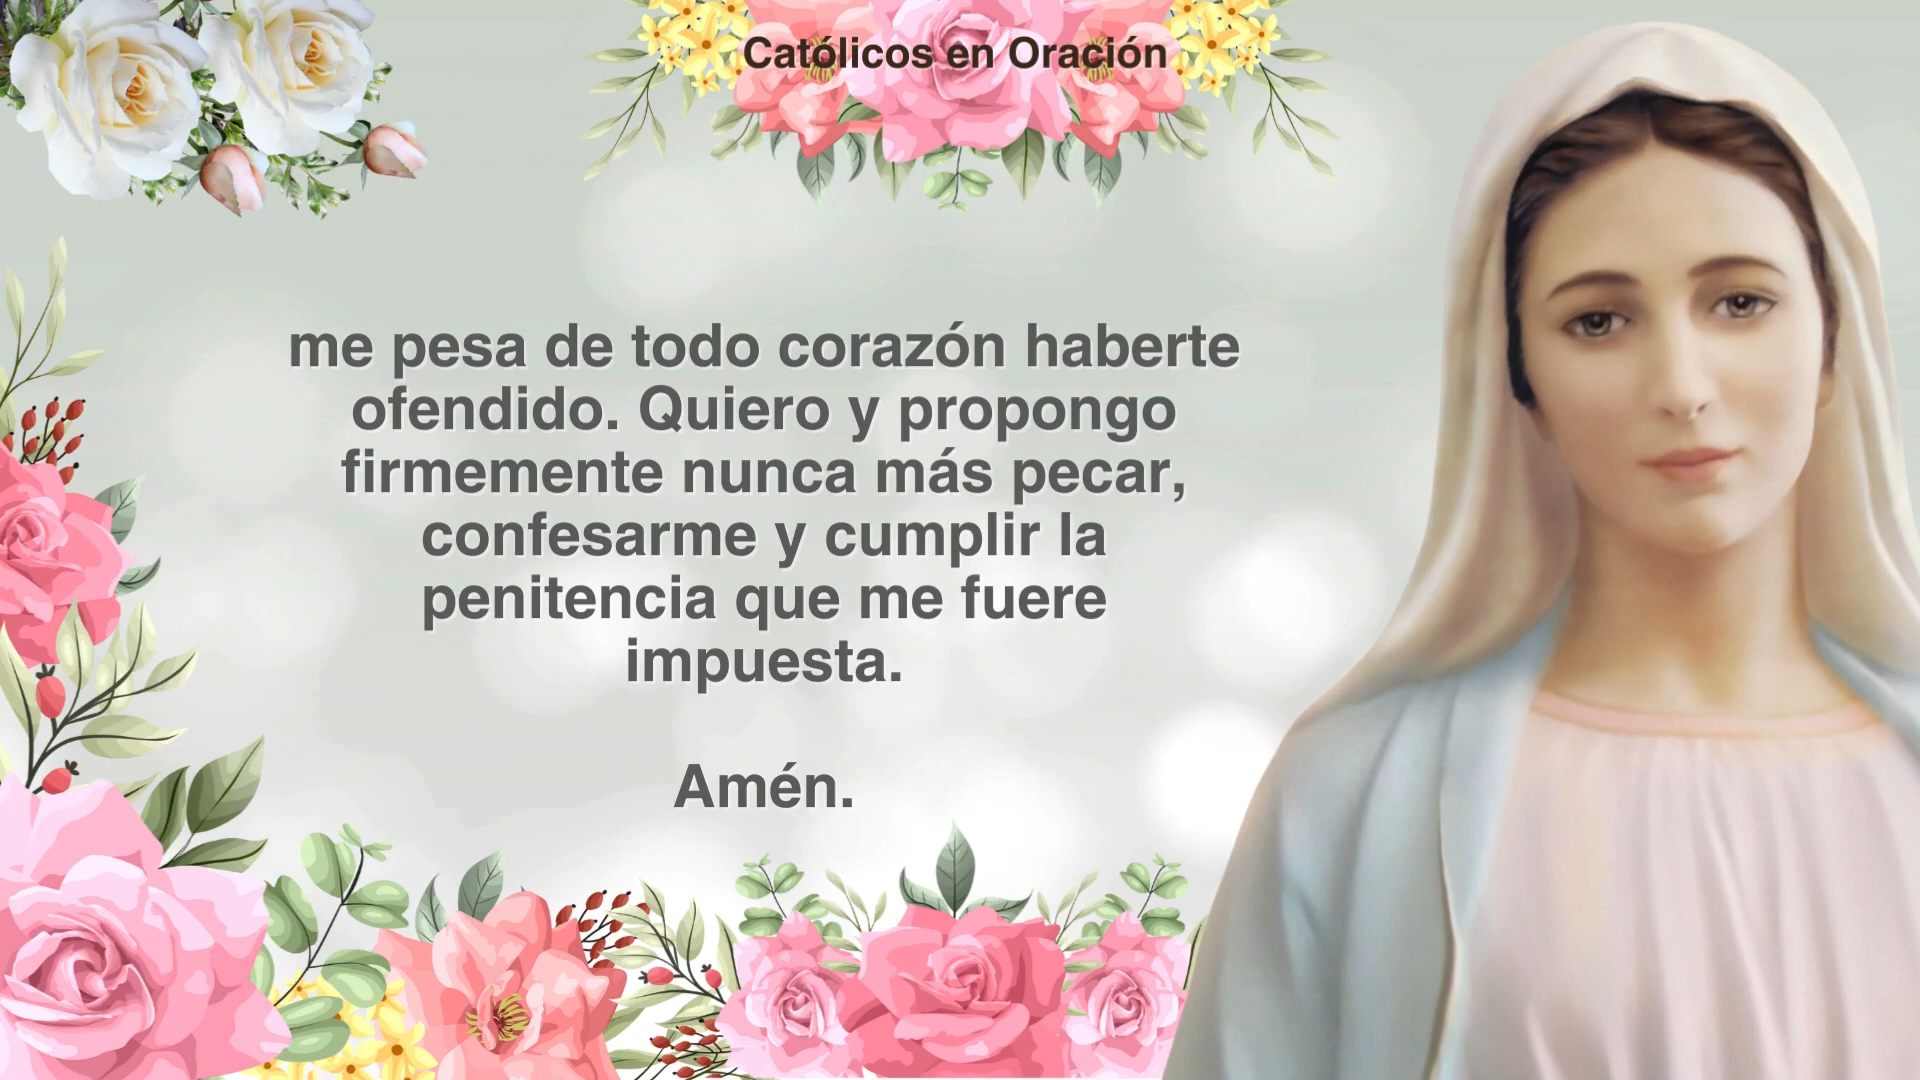 Católicos en Oración
me pesa de todo corazón haberte
ofendido. Quiero y propongo
firmemente nunca más pecar,
confesarme y cumplir la
penitencia que me fuere
impuesta.
Amén.